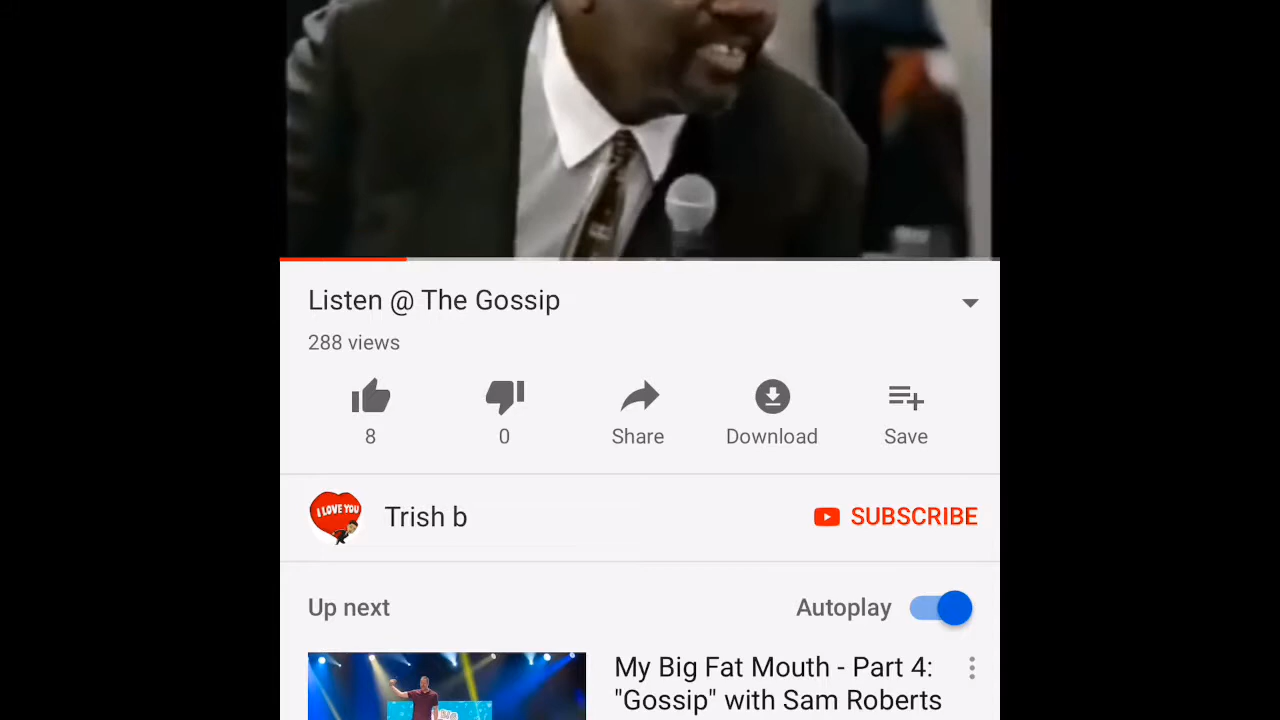 Listen @ The Gossip
288 views
8
0
Share
Download
Save
I LOVE YOU
Trish b
SUBSCRIBE
Up next
Autoplay
My Big Fat Mouth - Part 4:
"Gossip" with Sam Roberts